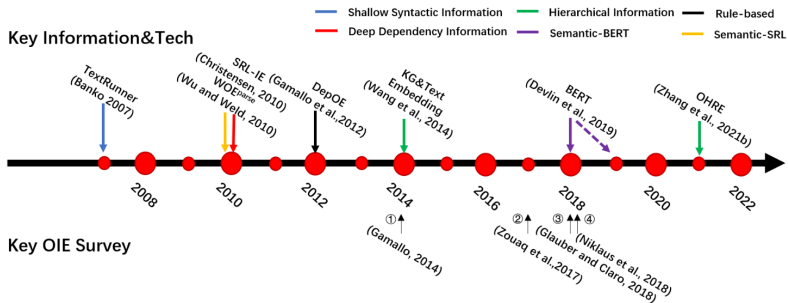 Shallow Syntactic Information
Hierarchical Information
Rule-based
Deep Dependency Information
Semantic-BERT
Semantic-SRL
Key Information&Tech
TextRunner
(Banko 2007)
SRL-IE
(Christensen, 2010)
WOEparse
(Wu and Weld, 2010)
DepOE
(Gamallo et al.,2012)
KG&Text
Embedding
(Wang et al., 2014)
BERT
(Devlin et al., 2019)
OHRE
(Zhang et al., 2021b)
2008
2010
2012
2014
2016
2018
2020
2022
①
②
③
④
(Gamallo, 2014)
(Zouaq et al.,2017)
(Glauber and Claro, 2018)
(Niklaus et al., 2018)
Key OIE Survey